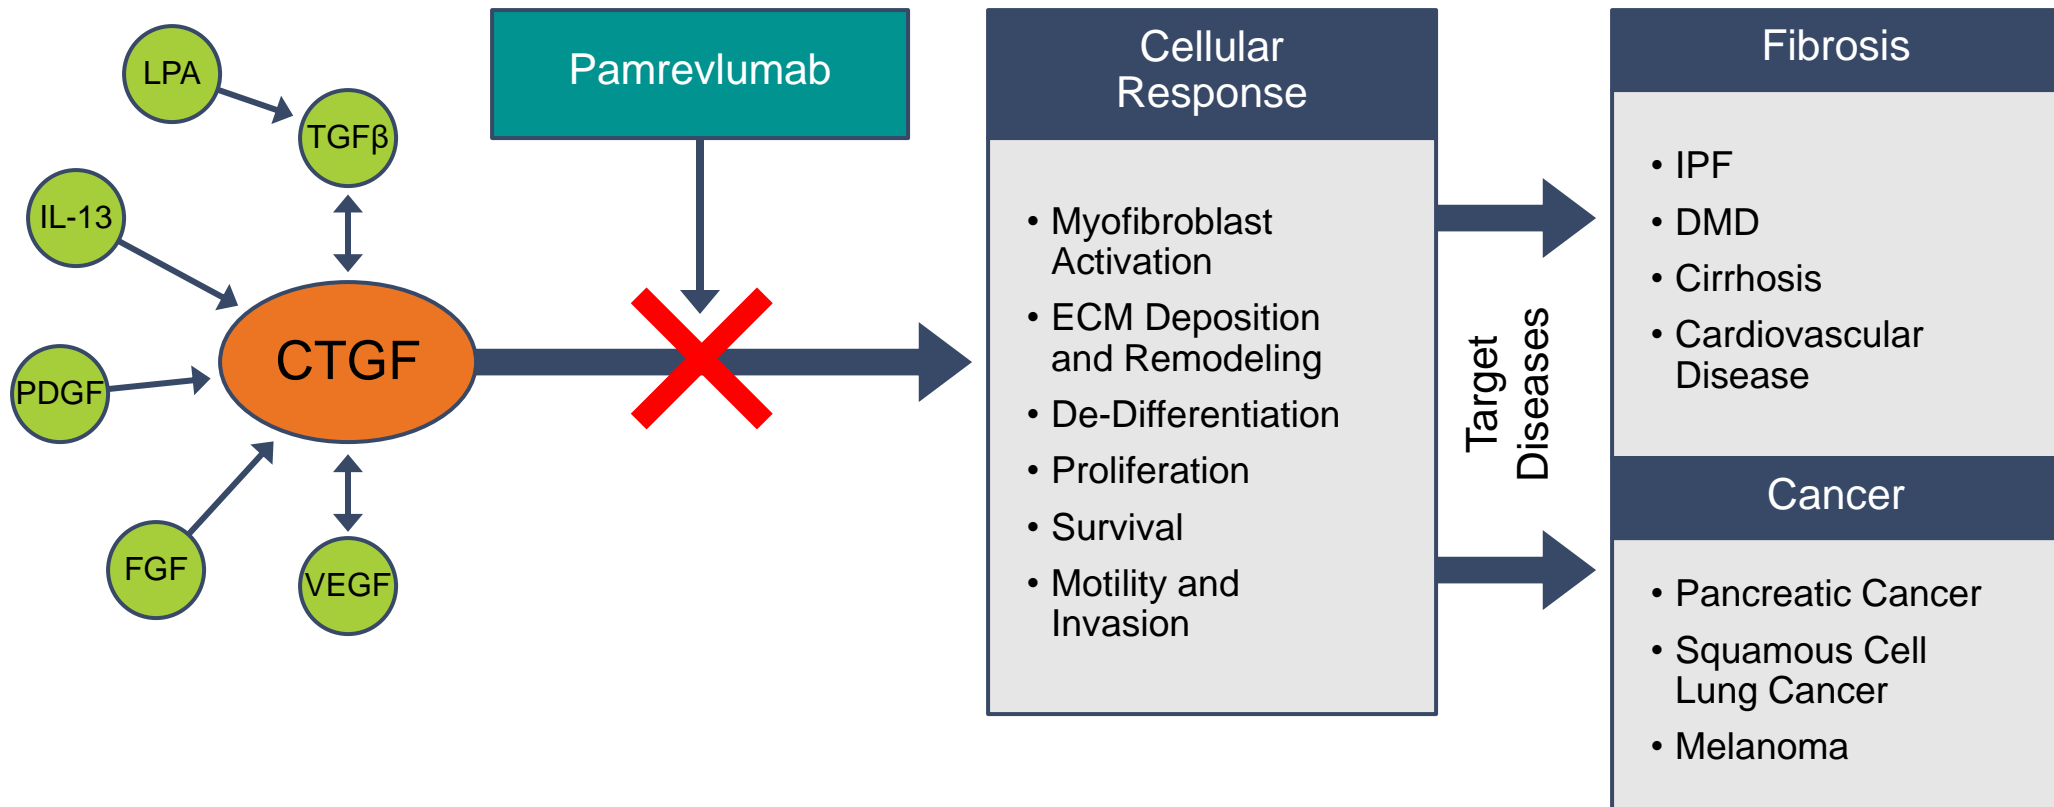 LPA
TGFβ
IL-13
PDGF
FGF
VEGF
CTGF
Pamrevlumab
Cellular
Response
• Myofibroblast
Activation
• ECM Deposition
and Remodeling
• De-Differentiation
• Proliferation
• Survival
• Motility and
Invasion
Target
Diseases
Fibrosis
• IPF
• DMD
• Cirrhosis
• Cardiovascular
Disease
Cancer
• Pancreatic Cancer
• Squamous Cell
Lung Cancer
• Melanoma